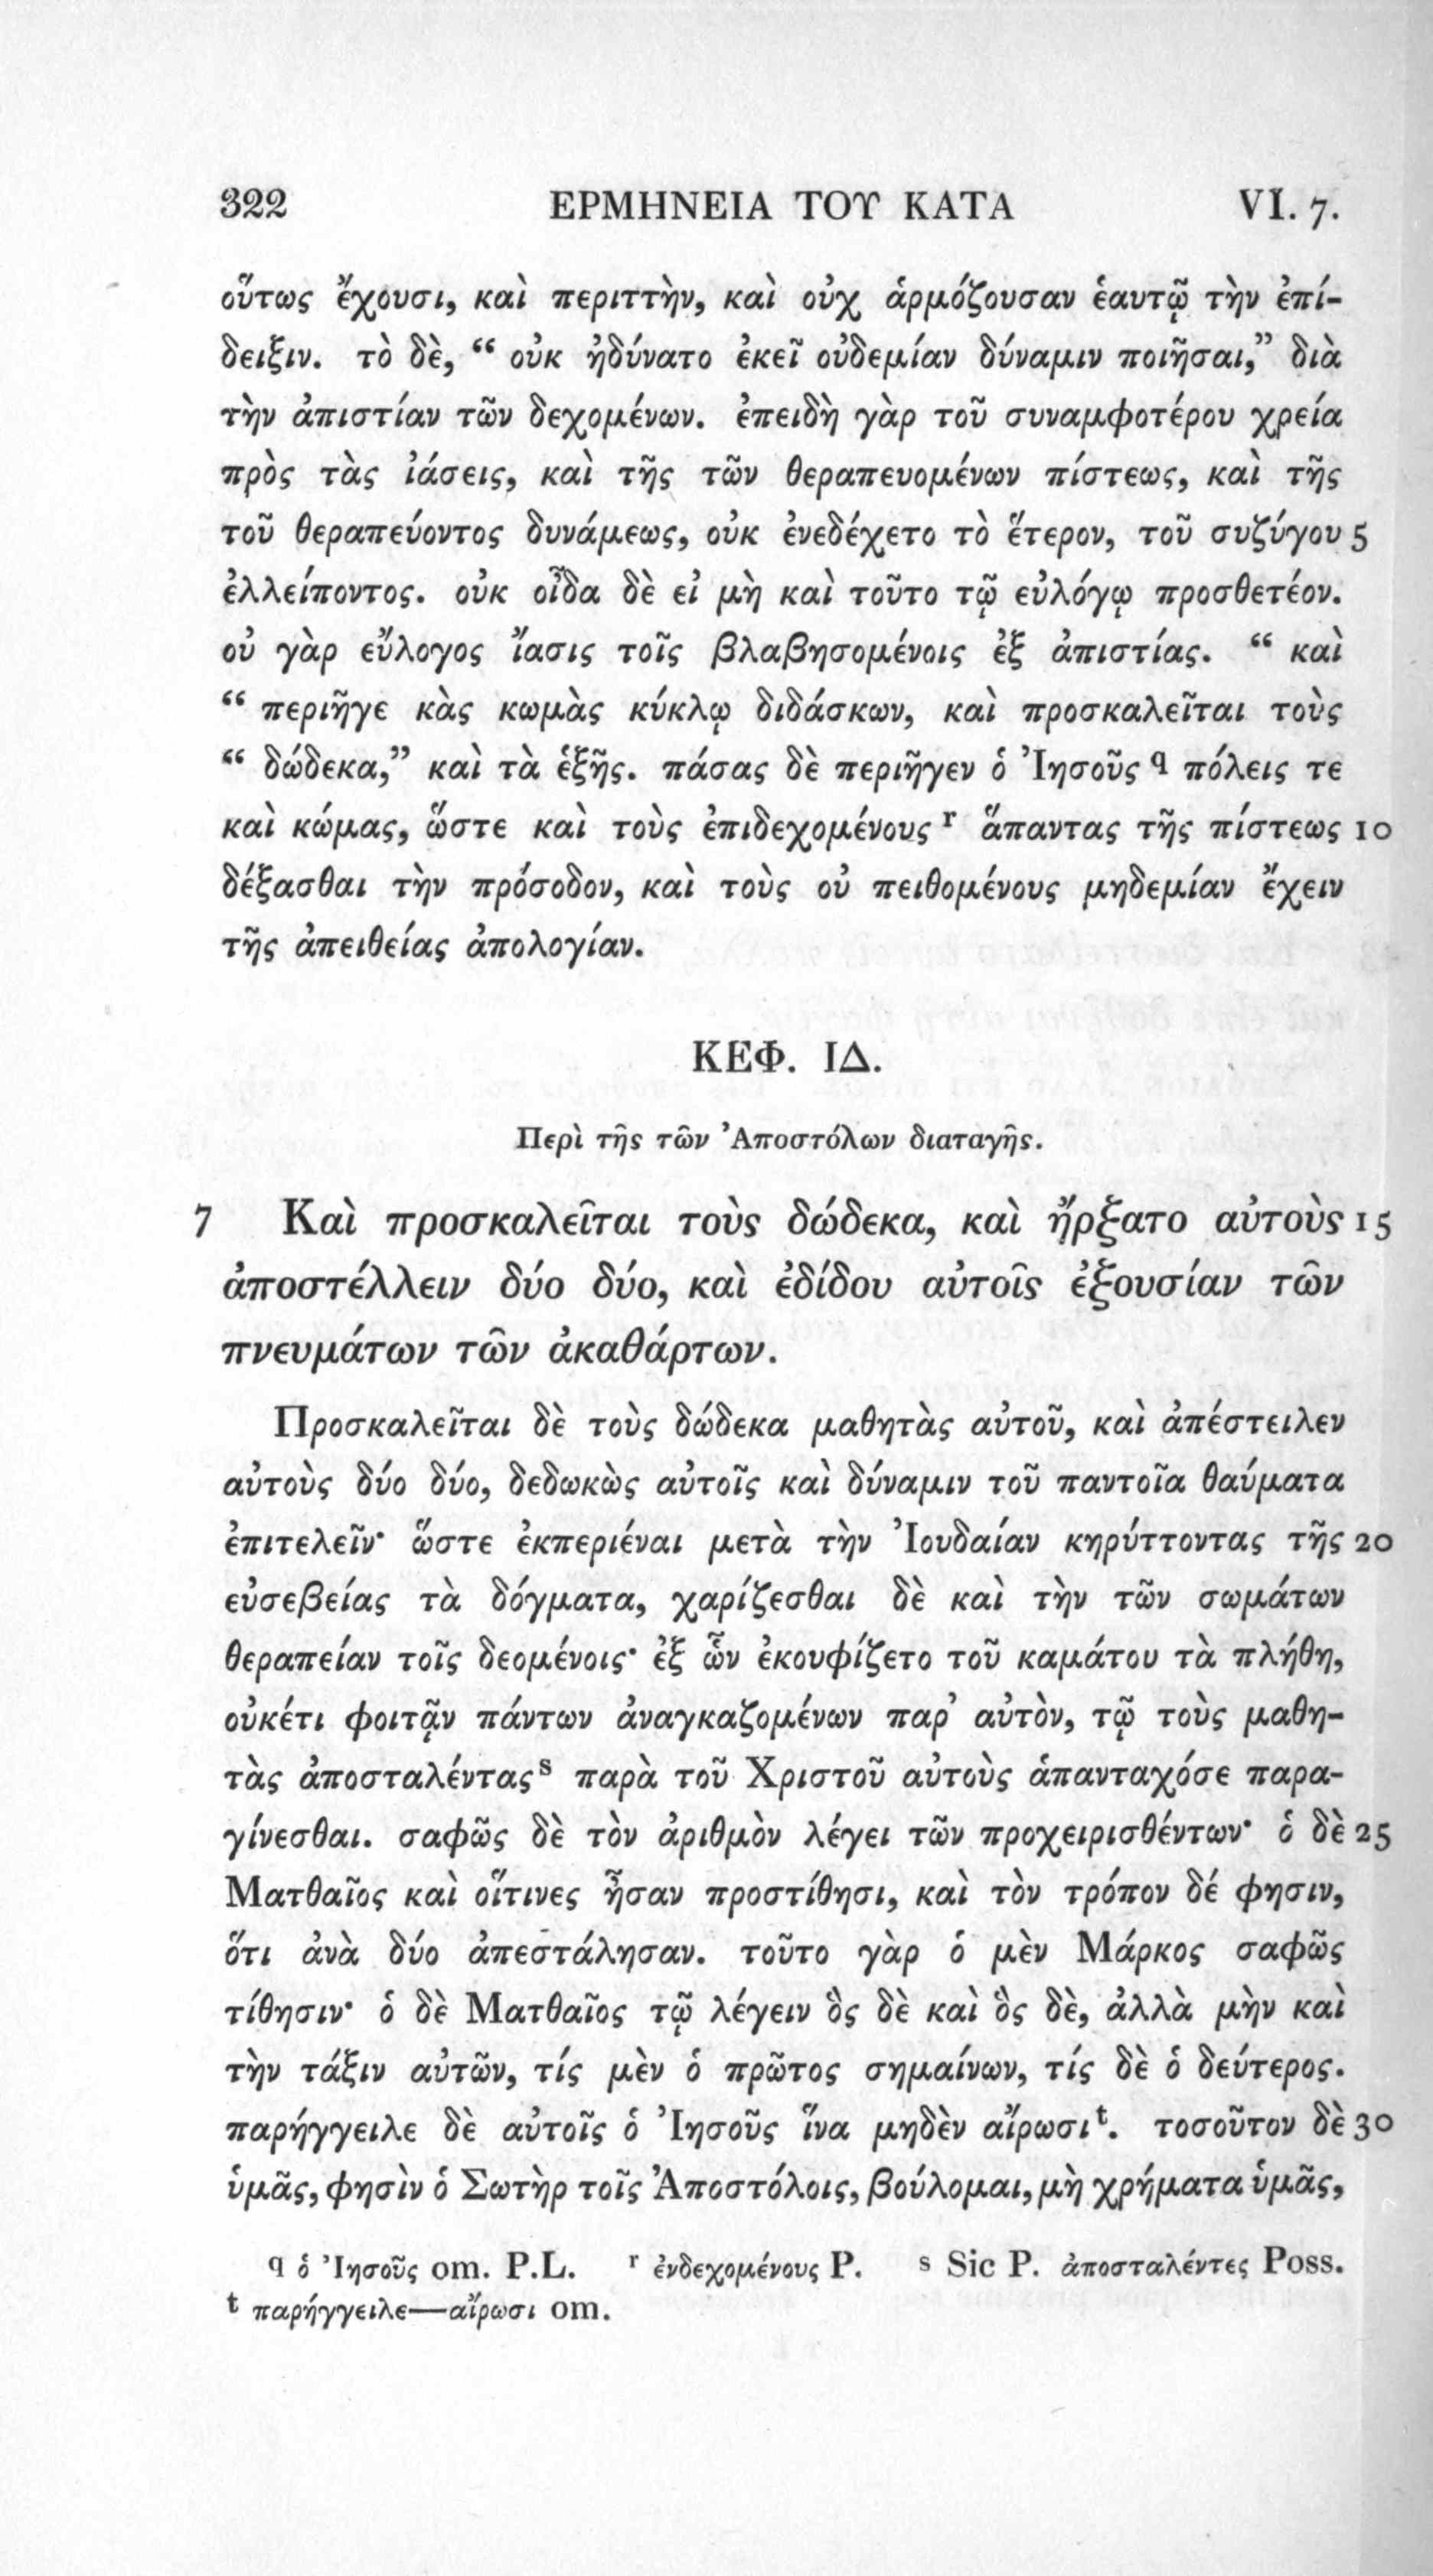 322 ΕΡΜΗΝΕΙΑ ΤΟΥ ΚΑΤΑ VI. 7.
οὕτως ἔχουσι, καὶ περιττὴν, καὶ οὐχ ἁρμόζουσαν ἑαυτῷ τὴν ἐπί-
δειξιν. τὸ δὲ, “ οὐκ ἠδύνατο ἐκεῖ οὐδεμίαν δύναμιν ποιῆσαι,” διὰ
τὴν ἀπιστίαν τῶν δεχομένων. ἐπειδὴ γὰρ τοῦ συναμφοτέρου χρεία
πρὸς τὰς ἰάσεις, καὶ τῆς τῶν θεραπευομένων πίστεως, καὶ τῆς
τοῦ θεραπεύοντος δυνάμεως, οὐκ ἐνεδέχετο τὸ ἕτερον, τοῦ συζύγου 5
ἐλλείποντος. οὐκ οἶδα δὲ εἰ μὴ καὶ τοῦτο τῷ εὐλόγῳ προσθετέον.
οὐ γὰρ εὔλογος ἴασις τοῖς βλαβησομένοις ἐξ ἀπιστίας. “ καὶ
“ περιῆγε κὰς κωμὰς κύκλῳ διδάσκων, καὶ προσκαλεῖται τοὺς
“ δώδεκα,” καὶ τὰ ἑξῆς. πάσας δὲ περιῆγεν ὁ Ἰησοῦς q πόλεις τε
καὶ κώμας, ὥστε καὶ τοὺς ἐπιδεχομένους r ἅπαντας τῆς πίστεως 10
δέξασθαι τὴν πρόσοδον, καὶ τοὺς οὐ πειθομένους μηδεμίαν ἔχειν
τῆς ἀπειθείας ἀπολογίαν.
ΚΕΦ. ΙΔ.
Περὶ τῆς τῶν Ἀποστόλων διαταγῆς.
7 Καὶ προσκαλεῖται τοὺς δώδεκα, καὶ ἤρξατο αὐτοὺς 15
ἀποστέλλειν δύο δύο, καὶ ἐδίδου αὐτοῖς ἐξουσίαν τῶν
πνευμάτων τῶν ἀκαθάρτων.
Προσκαλεῖται δὲ τοὺς δώδεκα μαθητὰς αὐτοῦ, καὶ ἀπέστειλεν
αὐτοὺς δύο δύο, δεδωκὼς αὐτοῖς καὶ δύναμιν τοῦ παντοῖα θαύματα
ἐπιτελεῖν· ὥστε ἐκπεριέναι μετὰ τὴν Ἰουδαίαν κηρύττοντας τῆς 20
εὐσεβείας τὰ δόγματα, χαρίζεσθαι δὲ καὶ τὴν τῶν σωμάτων
θεραπείαν τοῖς δεομένοις· ἐξ ὧν ἐκουφίζετο τοῦ καμάτου τὰ πλήθη,
οὐκέτι φοιτᾷν πάντων ἀναγκαζομένων παρ’ αὐτὸν, τῷ τοὺς μαθη-
τὰς ἀποσταλέντας s παρὰ τοῦ Χριστοῦ αὐτοὺς ἁπανταχόσε παρα-
γίνεσθαι. σαφῶς δὲ τὸν ἀριθμὸν λέγει τῶν προχειρισθέντων· ὁ δὲ 25
Ματθαῖος καὶ οἵτινες ἦσαν προστίθησι, καὶ τὸν τρόπον δέ φησιν,
ὅτι ἀνὰ δύο ἀπεστάλησαν. τοῦτο γὰρ ὁ μὲν Μάρκος σαφῶς
τίθησιν· ὁ δὲ Ματθαῖος τῷ λέγειν ὃς δὲ καὶ ὃς δὲ, ἀλλὰ μὴν καὶ
τὴν τάξιν αὐτῶν, τίς μὲν ὁ πρῶτος σημαίνων, τίς δὲ ὁ δεύτερος.
παρήγγειλε δὲ αὐτοῖς ὁ Ἰησοῦς ἵνα μηδὲν αἴρωσι t. τοσοῦτον δὲ 30
ὑμᾶς, φησὶν ὁ Σωτὴρ τοῖς Ἀποστόλοις, βούλομαι, μὴ χρήματα ὑμᾶς,
q ὁ Ἰησοῦς om. P.L. r ἐνδεχομένους P. s Sic P. ἀποσταλέντες Poss.
t παρήγγειλε—αἴρωσι om.